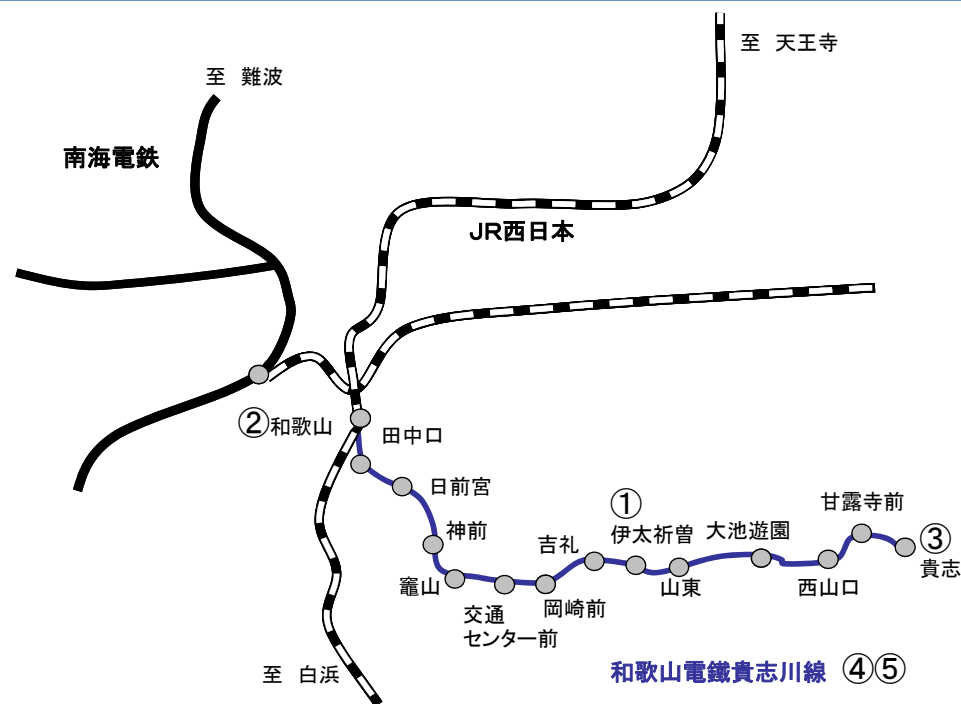 至 天王寺
至 難波
南海電鉄
JR西日本
②和歌山
田中口
日前宮
神前
竈山
交通
センター前
岡崎前
吉礼
①
伊太祈曽
山東
大池遊園
西山口
甘露寺前
③
貴志
至 白浜
和歌山電鐵貴志川線 ④⑤